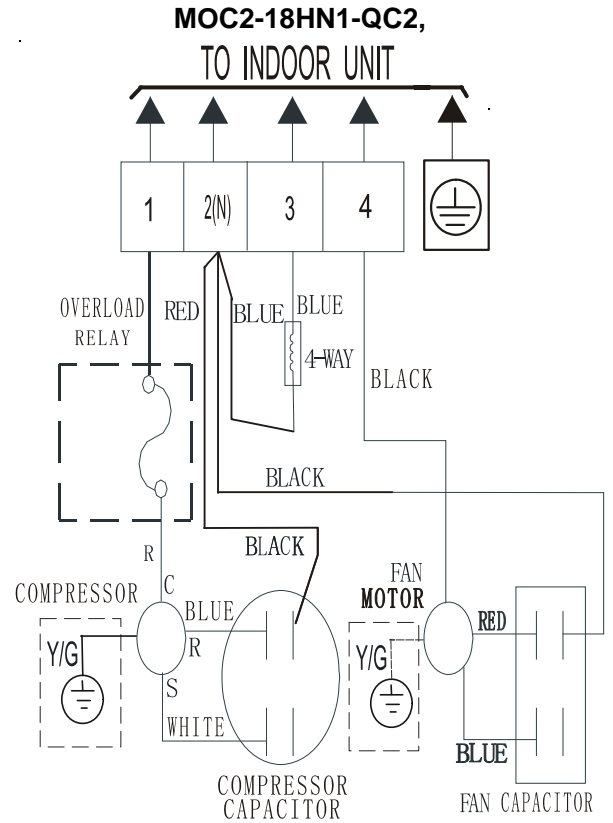 MOC2-18HN1-QC2,
TO INDOOR UNIT
1 2(N) 3 4
OVERLOAD
RELAY
RED
BLUE
BLUE
4-WAY
BLACK
BLACK
BLACK
R
C
COMPRESSOR
BLUE
R
Y/G
S
WHITE
COMPRESSOR
CAPACITOR
FAN
MOTOR
RED
Y/G
BLUE
FAN CAPACITOR